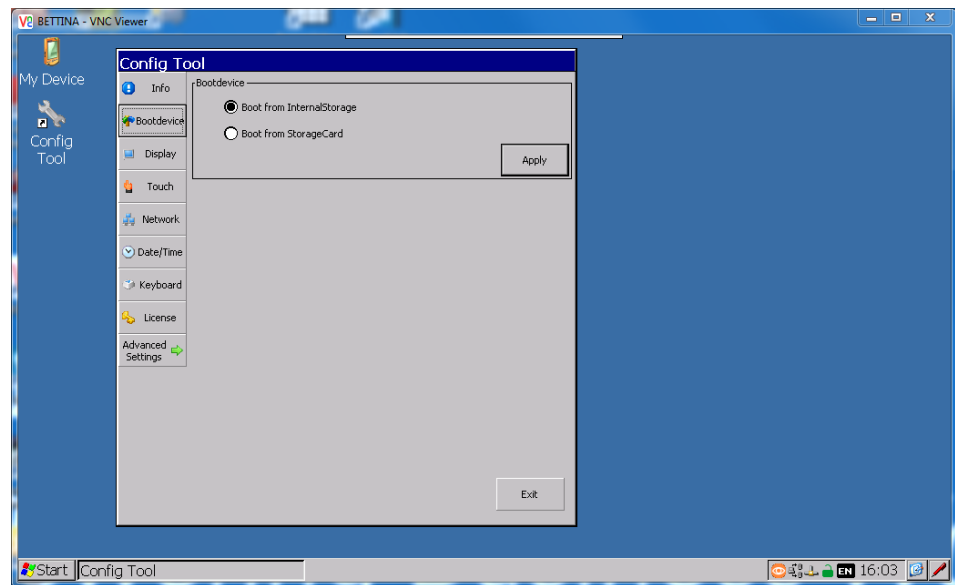 V2 BETTINA - VNC Viewer
My Device
Config
Tool
Config Tool
Info
Bootdevice
Display
Touch
Network
Date/Time
Keyboard
License
Advanced
Settings
Bootdevice
Boot from InternalStorage
Boot from StorageCard
Apply
Exit
Start
Config Tool
EN
16:03